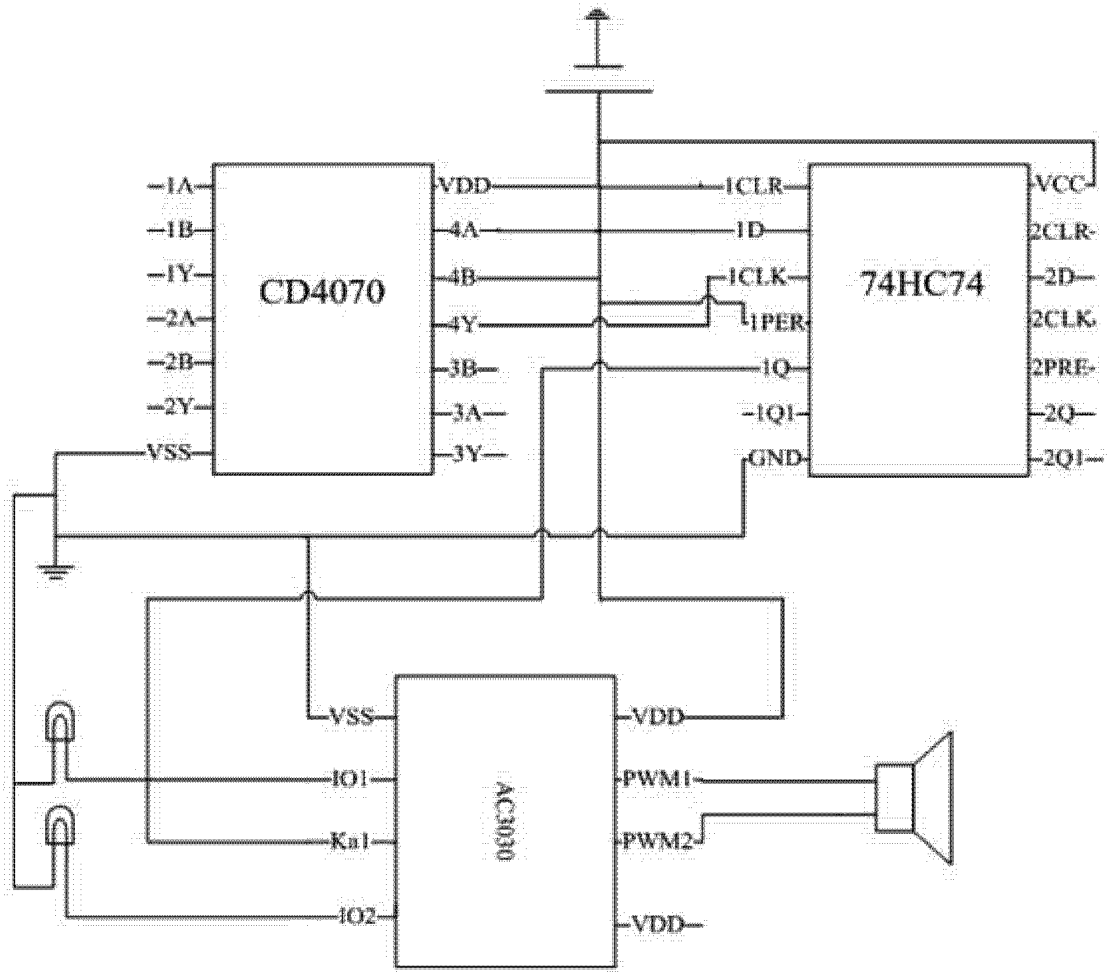 1A
1B
1Y
2A
2B
2Y
VSS
CD4070
VDD
4A
4B
4Y
3B
3A
3Y
1CLR
1D
1CLK
1PER
1Q
1Q1
GND
74HC74
VCC
2CLR
2D
2CLK
2PRE
2Q
2Q1
VSS
IO1
Ka1
IO2
AC3030
VDD
PWM1
PWM2
VDD